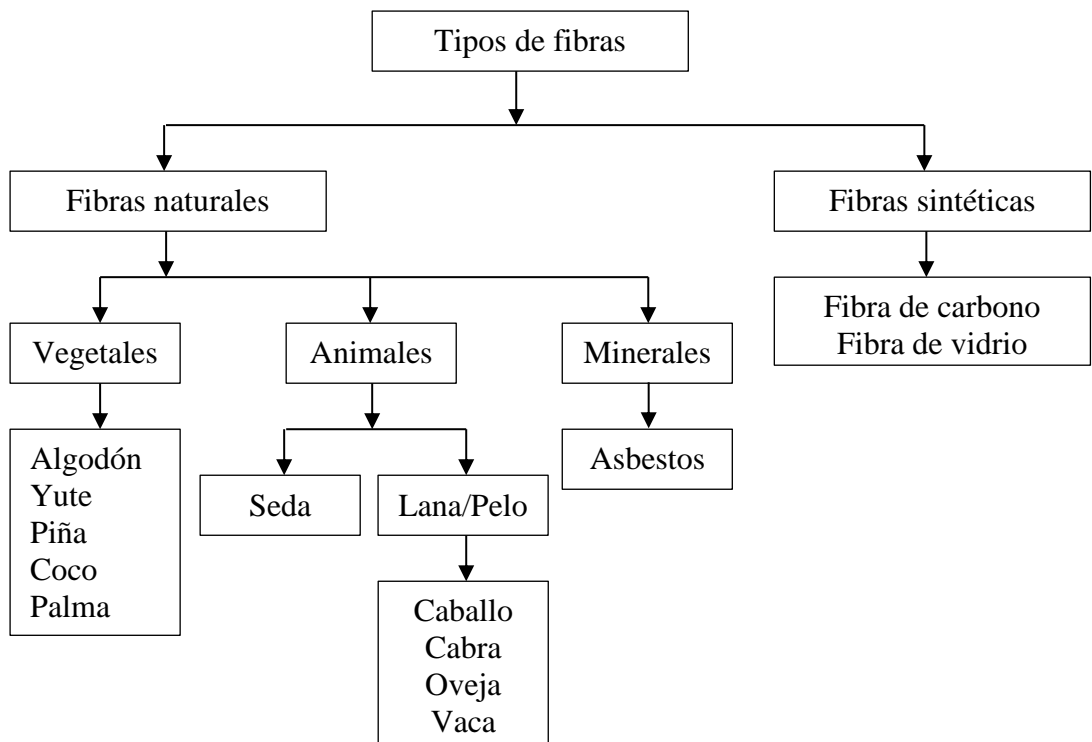 Tipos de fibras
Fibras naturales
Fibras sintéticas
Fibra de carbono
Fibra de vidrio
Vegetales
Animales
Minerales
Algodón
Yute
Piña
Coco
Palma
Seda
Lana/Pelo
Asbestos
Caballo
Cabra
Oveja
Vaca